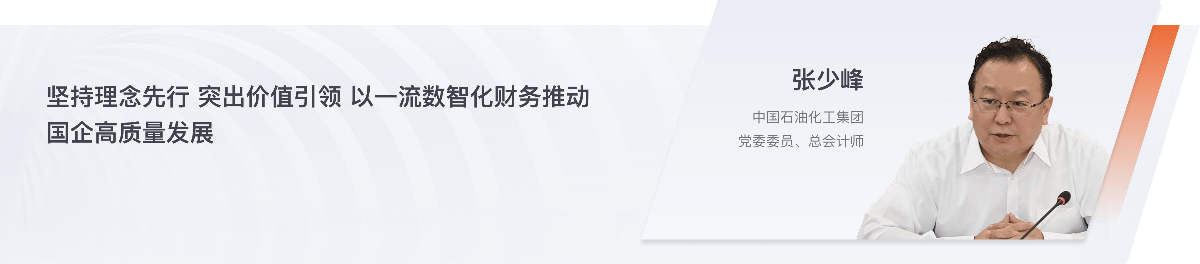 坚持理念先行 突出价值引领 以一流数智化财务推动
国企高质量发展
张少峰
中国石油化工集团
党委委员、总会计师